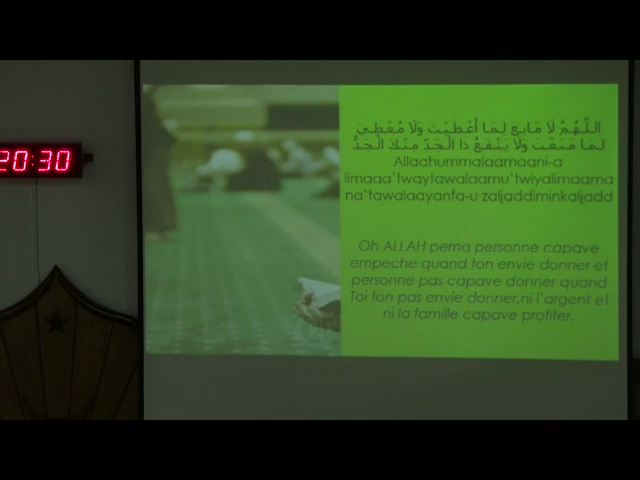 20:30
اللَّهُمَّ لَا مَانِعَ لِمَا أَعْطَيْتَ وَلَا مُعْطِيَ
لِمَا مَنَعْتَ وَلَا يَنْفَعُ ذَا الْجَدِّ مِنْكَ الْجَدُّ
Allaahummalaamaani-a
limaaa'twaytawalaamu'twiyalimaama
na'tawalaayanfa-u zaljaddiminkaljadd
Oh ALLAH perna personne capave
empeche quand ton envie donner et
personne pas capave donner quand
Toi ton pas envie donner,ni l'argent et
ni la famille capave profiter.